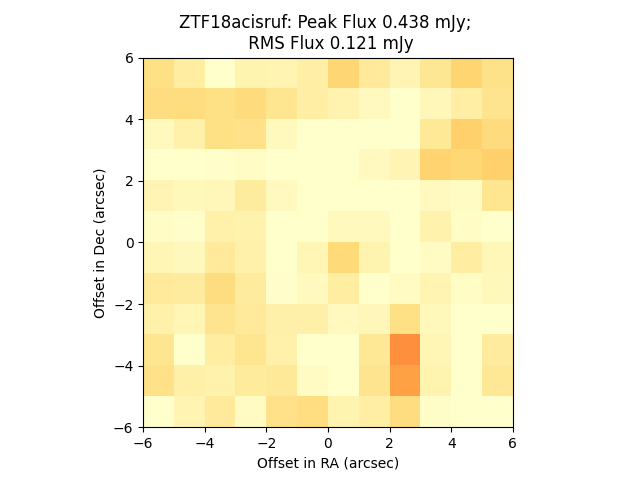 ZTF18acisruf: Peak Flux 0.438 mJy;
RMS Flux 0.121 mJy
6
4
2
0
−2
−4
−6
Offset in Dec (arcsec)
−6 −4 −2 0 2 4 6
Offset in RA (arcsec)